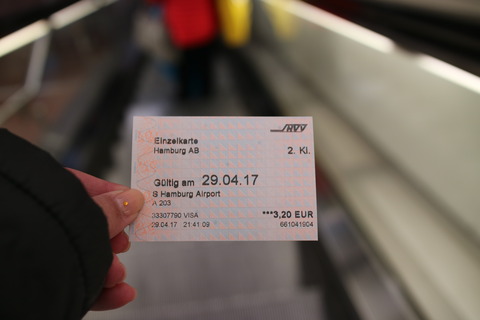 HVV
Einzelkarte
Hamburg AB 2. Kl.
Gültig am 29.04.17
S Hamburg Airport
A 203
33307790 VISA ***3,20 EUR
29.04.17 21:41:09 661041904